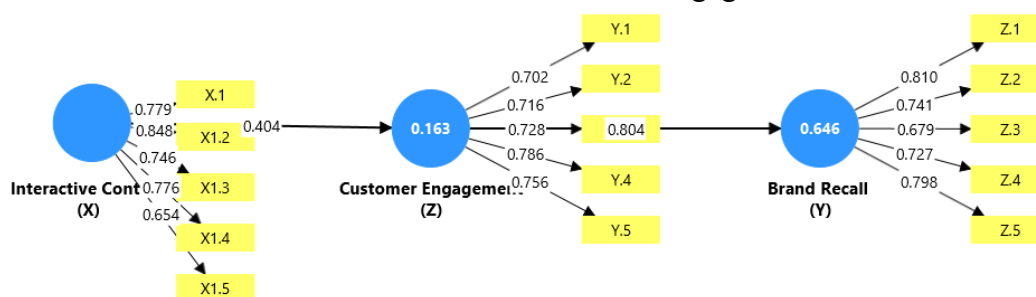 Y.1
Z.1
0.702
0.810
X.1
Y.2
Z.2
0.779
0.716
0.741
0.848
0.404
X1.2
0.163
0.728
0.804
0.646
0.679
Z.3
0.746
0.786
0.727
0.776
X1.3
0.756
Y.4
0.798
Z.4
Interactive Cont
(X)
Customer Engageme
(Z)
Brand Recall
(Y)
0.654
X1.4
Y.5
Z.5
X1.5